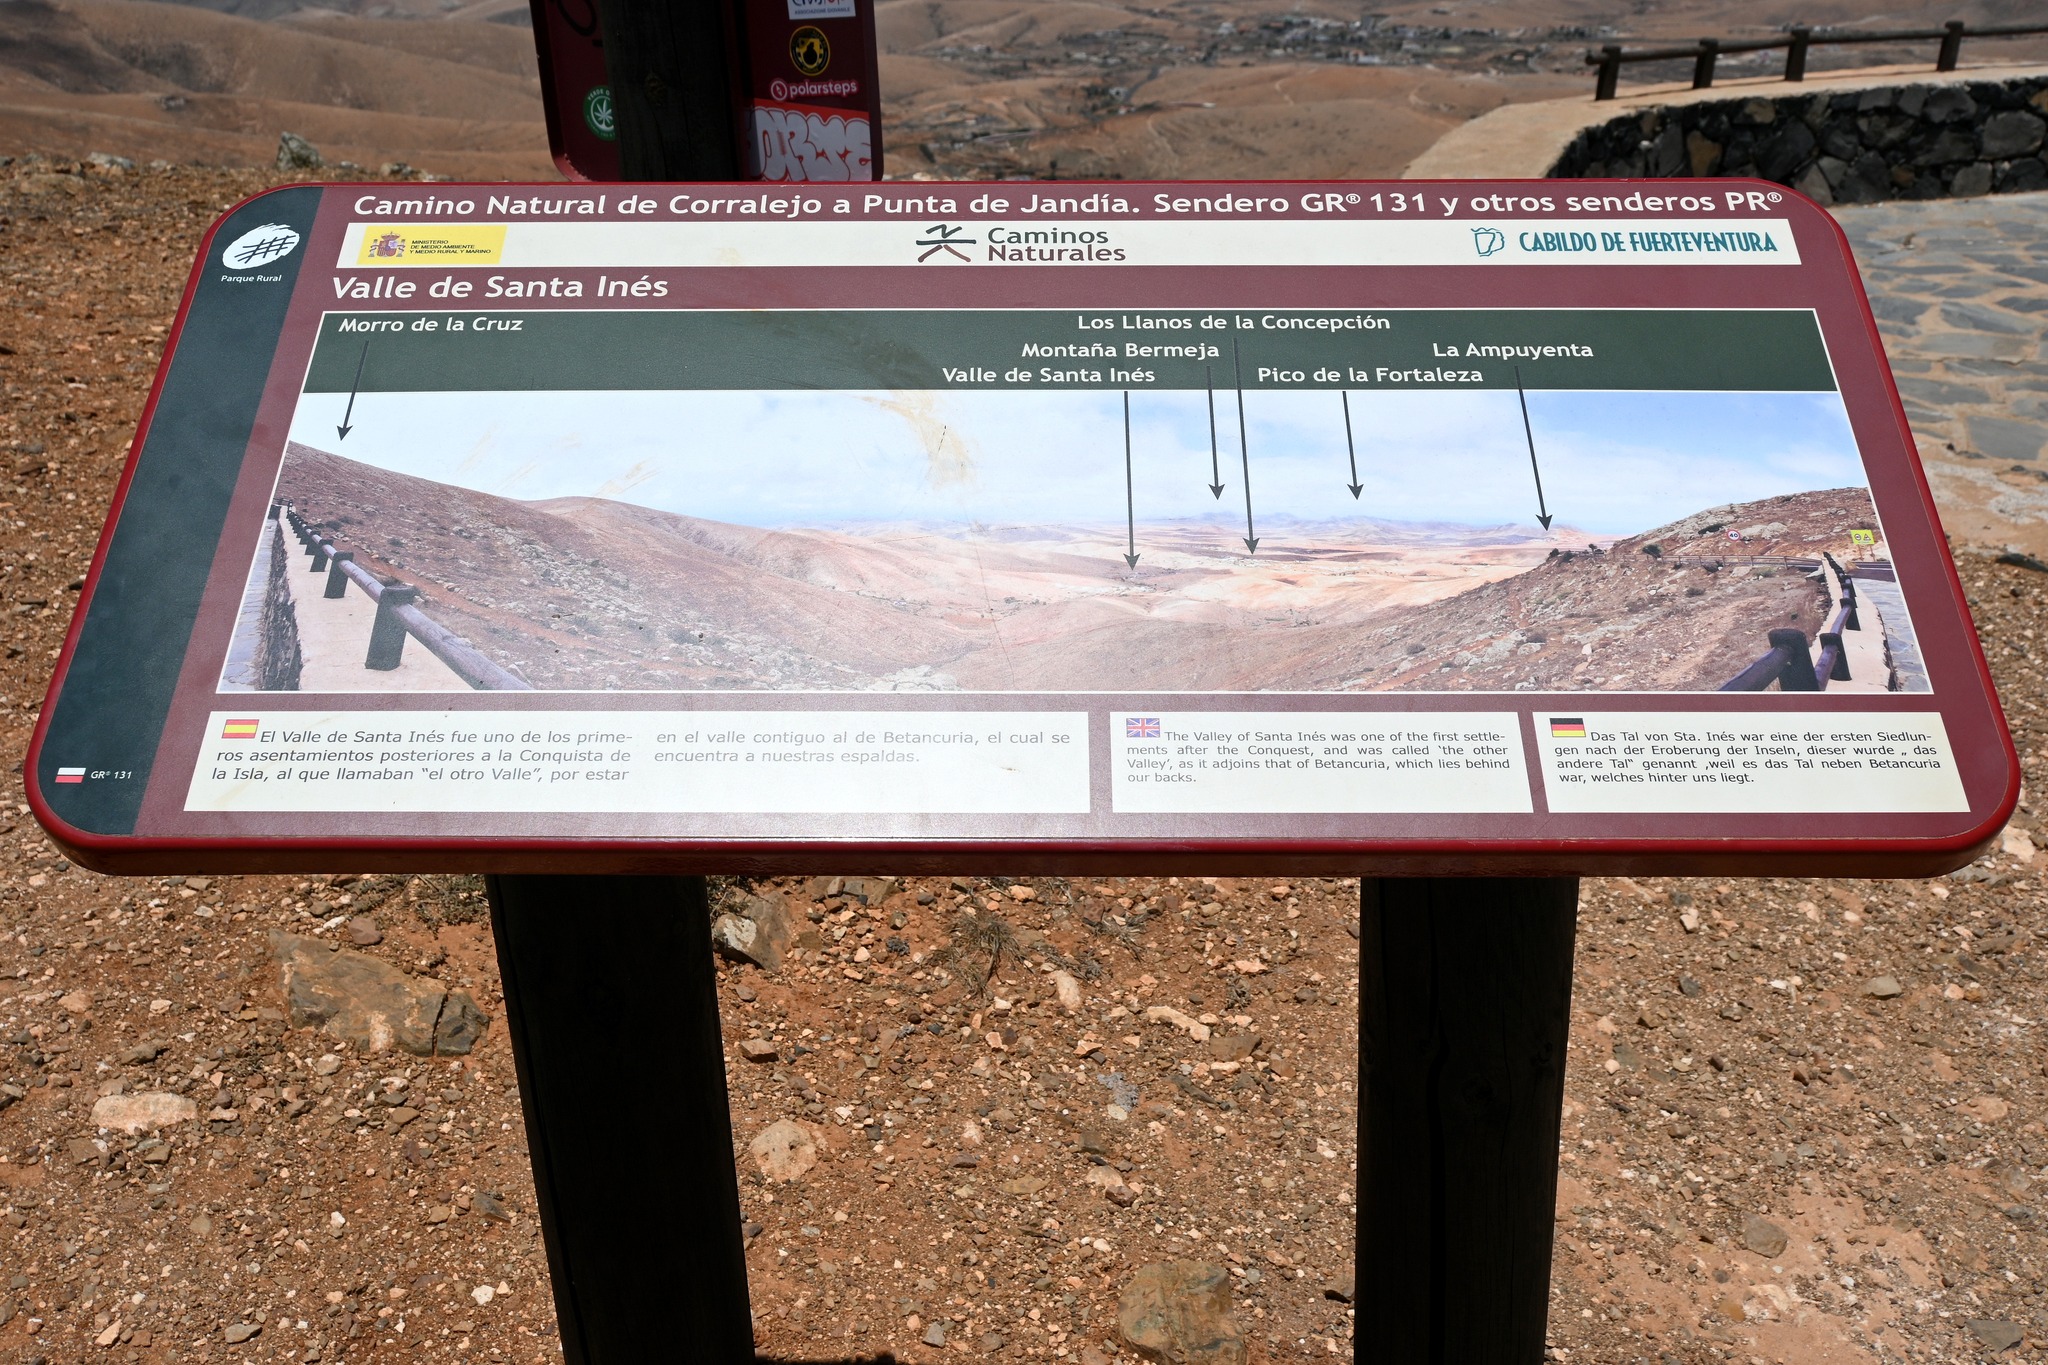 polarsteps
Camino Natural de Corralejo a Punta de Jandía. Sendero GR® 131 y otros senderos PR®
Parque Rural
MINISTERIO
DE MEDIO AMBIENTE
Y MEDIO RURAL Y MARINO
Caminos
Naturales
CABILDO DE FUERTEVENTURA
Valle de Santa Inés
Morro de la Cruz
Los Llanos de la Concepción
Montaña Bermeja
La Ampuyenta
Valle de Santa Inés
Pico de la Fortaleza
40
El Valle de Santa Inés fue uno de los prime-
ros asentamientos posteriores a la Conquista de
la Isla, al que llamaban "el otro Valle", por estar
en el valle contiguo al de Betancuria, el cual se
encuentra a nuestras espaldas.
The Valley of Santa Inés was one of the first settle-
ments after the Conquest, and was called 'the other
Valley', as it adjoins that of Betancuria, which lies behind
our backs.
Das Tal von Sta. Inés war eine der ersten Siedlun-
gen nach der Eroberung der Inseln, dieser wurde „ das
andere Tal" genannt ,weil es das Tal neben Betancuria
war, welches hinter uns liegt.
GR® 131